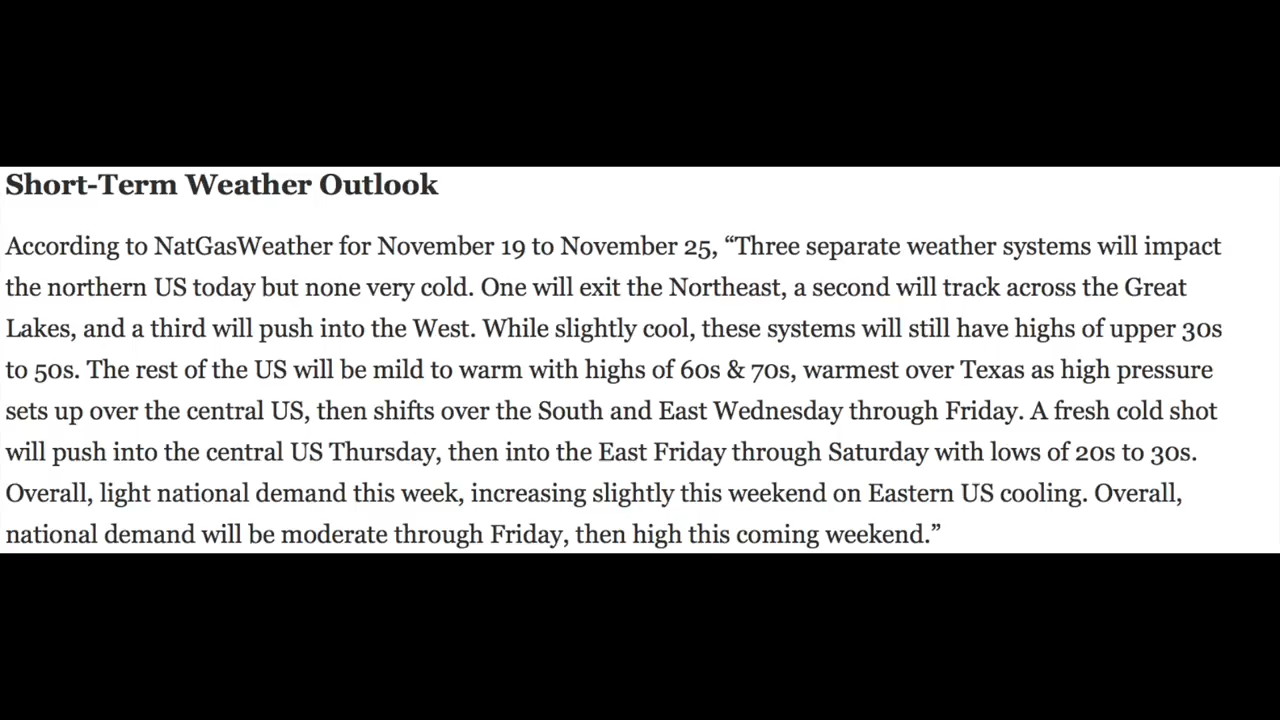 Short-Term Weather Outlook
According to NatGasWeather for November 19 to November 25, “Three separate weather systems will impact
the northern US today but none very cold. One will exit the Northeast, a second will track across the Great
Lakes, and a third will push into the West. While slightly cool, these systems will still have highs of upper 30s
to 50s. The rest of the US will be mild to warm with highs of 60s & 70s, warmest over Texas as high pressure
sets up over the central US, then shifts over the South and East Wednesday through Friday. A fresh cold shot
will push into the central US Thursday, then into the East Friday through Saturday with lows of 20s to 30s.
Overall, light national demand this week, increasing slightly this weekend on Eastern US cooling. Overall,
national demand will be moderate through Friday, then high this coming weekend.”